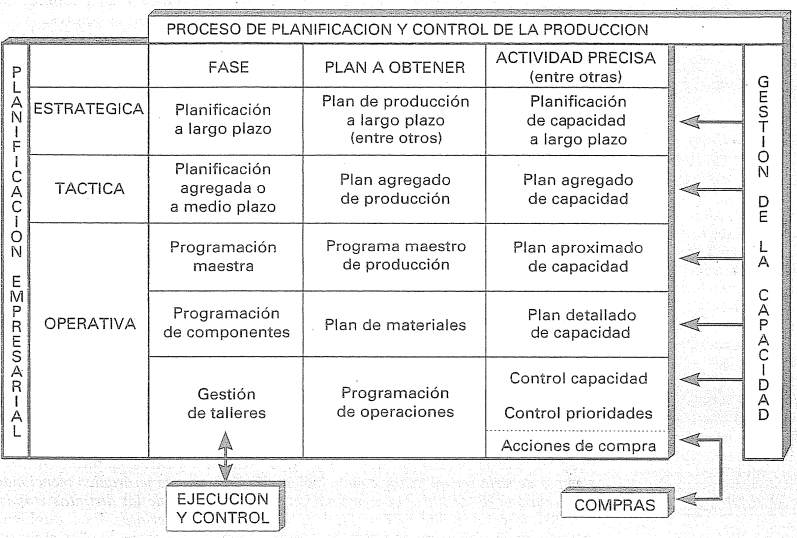 PROCESO DE PLANIFICACION Y CONTROL DE LA PRODUCCION
PLANIFICACION EMPRESARIAL
FASE
PLAN A OBTENER
ACTIVIDAD PRECISA
(entre otras)
ESTRATEGICA
Planificación
a largo plazo
Plan de producción
a largo plazo
(entre otros)
Planificación
de capacidad
a largo plazo
TACTICA
Planificación
agregada o
a medio plazo
Plan agregado
de producción
Plan agregado
de capacidad
OPERATIVA
Programación
maestra
Programa maestro
de producción
Plan aproximado
de capacidad
Programación
de componentes
Plan de materiales
Plan detallado
de capacidad
Gestión
de talleres
Programación
de operaciones
Control capacidad
Control prioridades
Acciones de compra
GESTION DE LA CAPACIDAD
EJECUCION
Y CONTROL
COMPRAS